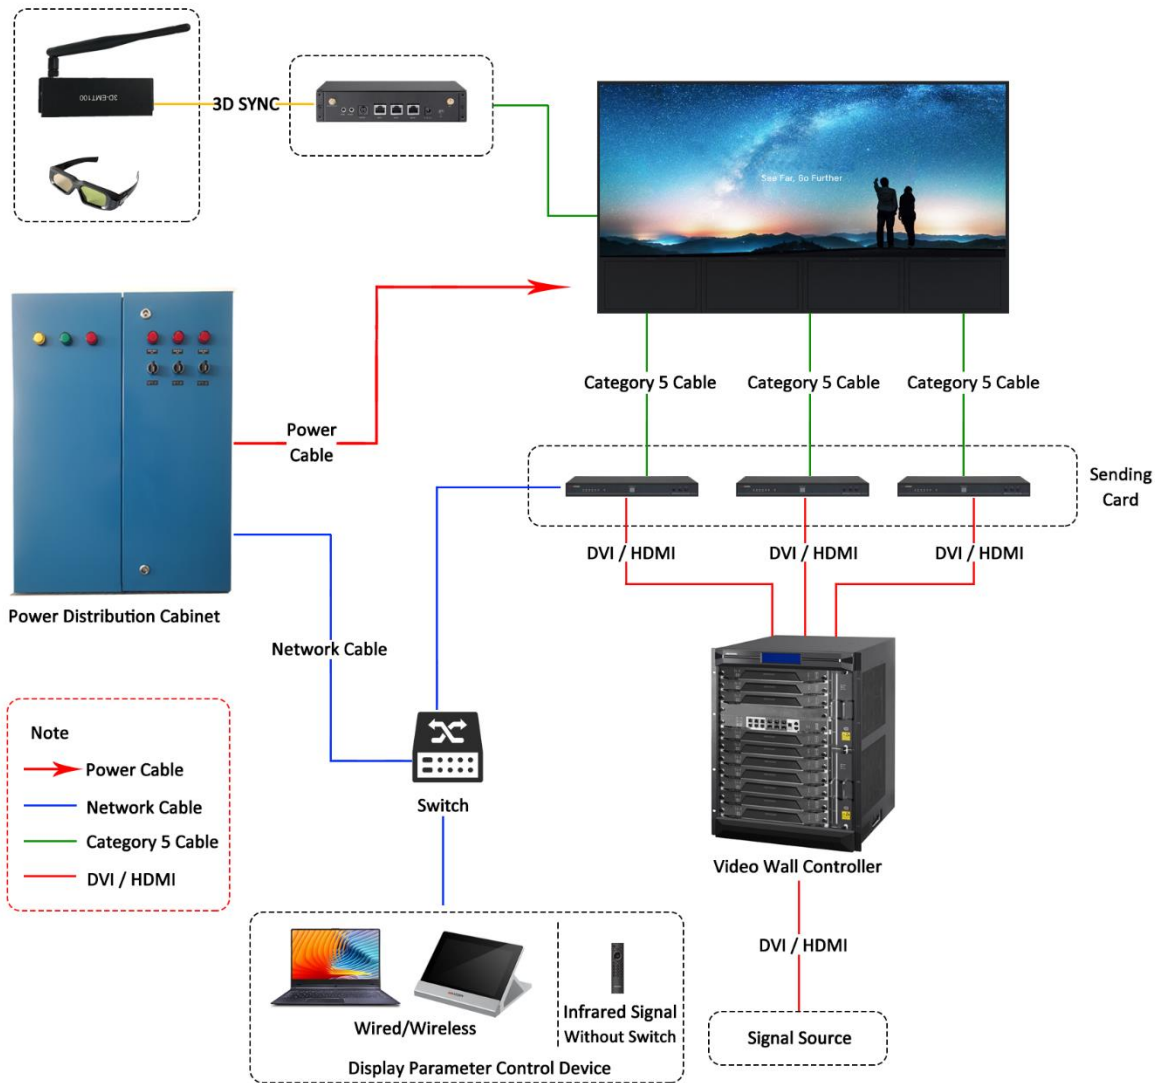 3D-EMT100
3D SYNC
See Far, Go Further
Category 5 Cable
Category 5 Cable
Category 5 Cable
Power
Cable
Sending
Card
DVI / HDMI
DVI / HDMI
DVI / HDMI
Power Distribution Cabinet
Network Cable
Note
Power Cable
Network Cable
Category 5 Cable
DVI / HDMI
Switch
Video Wall Controller
DVI / HDMI
Infrared Signal
Without Switch
Wired/Wireless
Display Parameter Control Device
Signal Source